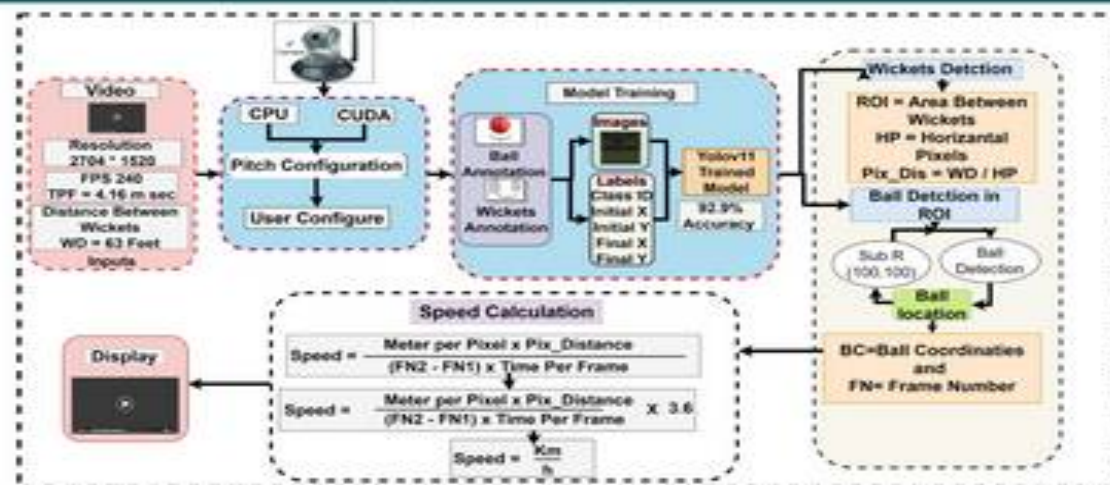 Video
Resolution
2704 * 1520
FPS 240
TPF = 4.16 m sec
Distance Between
Wickets
WD = 63 Feet
Inputs
CPU
CUDA
Pitch Configuration
User Configure
Model Training
Ball
Annotation
Wickets
Annotation
Images
Labels
Class ID
Initial X
Initial Y
Final X
Final Y
Yolov11
Trained
Model
92.9%
Accuracy
Wickets Detction
ROI = Area Between
Wickets
HP = Horizantal
Pixels
Pix_Dis = WD / HP
Ball Detction in
ROI
Sub R
(100,100)
Ball
Detection
Ball
location
BC=Ball Coordinaties
and
FN= Frame Number
Speed Calculation
Speed = Meter per Pixel x Pix_Distance
(FN2 - FN1) x Time Per Frame
Speed = Meter per Pixel x Pix_Distance X 3.6
(FN2 - FN1) x Time Per Frame
Speed = Km
h
Display